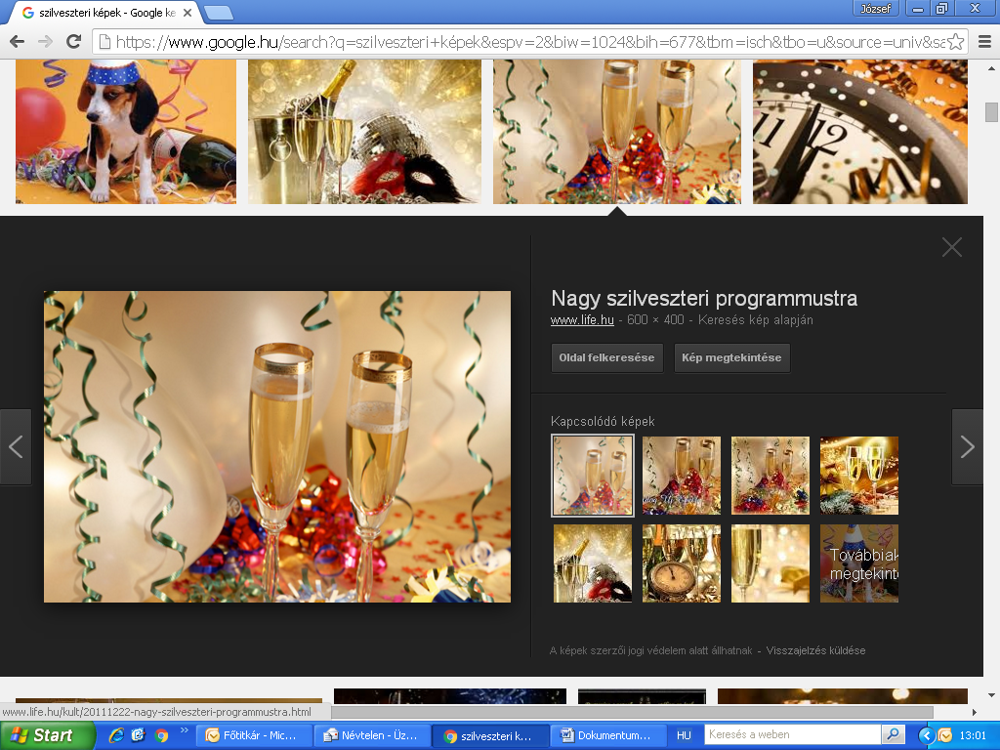 szilveszteri képek - Google ke
József
https://www.google.hu/search?q=szilveszteri+képek&espv=2&biw=1024&bih=677&tbm=isch&tbo=u&source=univ&sa
11 12
Nagy szilveszteri programmustra
www.life.hu - 600 × 400 - Keresés kép alapján
Oldal felkeresése
Kép megtekintése
Kapcsolódó képek
Továbbiak
megtekinté
A képek szerzői jogi védelem alatt állhatnak - Visszajelzés küldése
www.life.hu/kult/20111222-nagy-szilveszteri-programmustra.html
Start
Főtitkár - Mic...
Névtelen - Üz...
szilveszteri k...
Dokumentum...
HU
Keresés a weben
13:01